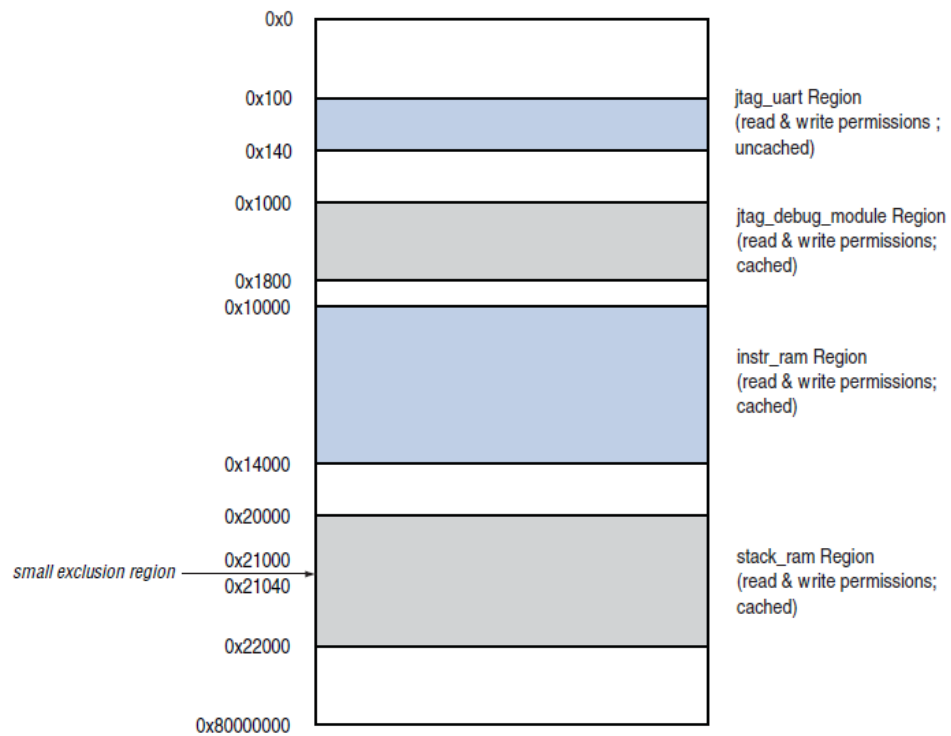 0x0
0x100
jtag_uart Region
(read & write permissions ;
uncached)
0x140
0x1000
jtag_debug_module Region
(read & write permissions;
cached)
0x1800
0x10000
instr_ram Region
(read & write permissions;
cached)
0x14000
0x20000
0x21000
small exclusion region
0x21040
stack_ram Region
(read & write permissions;
cached)
0x22000
0x80000000